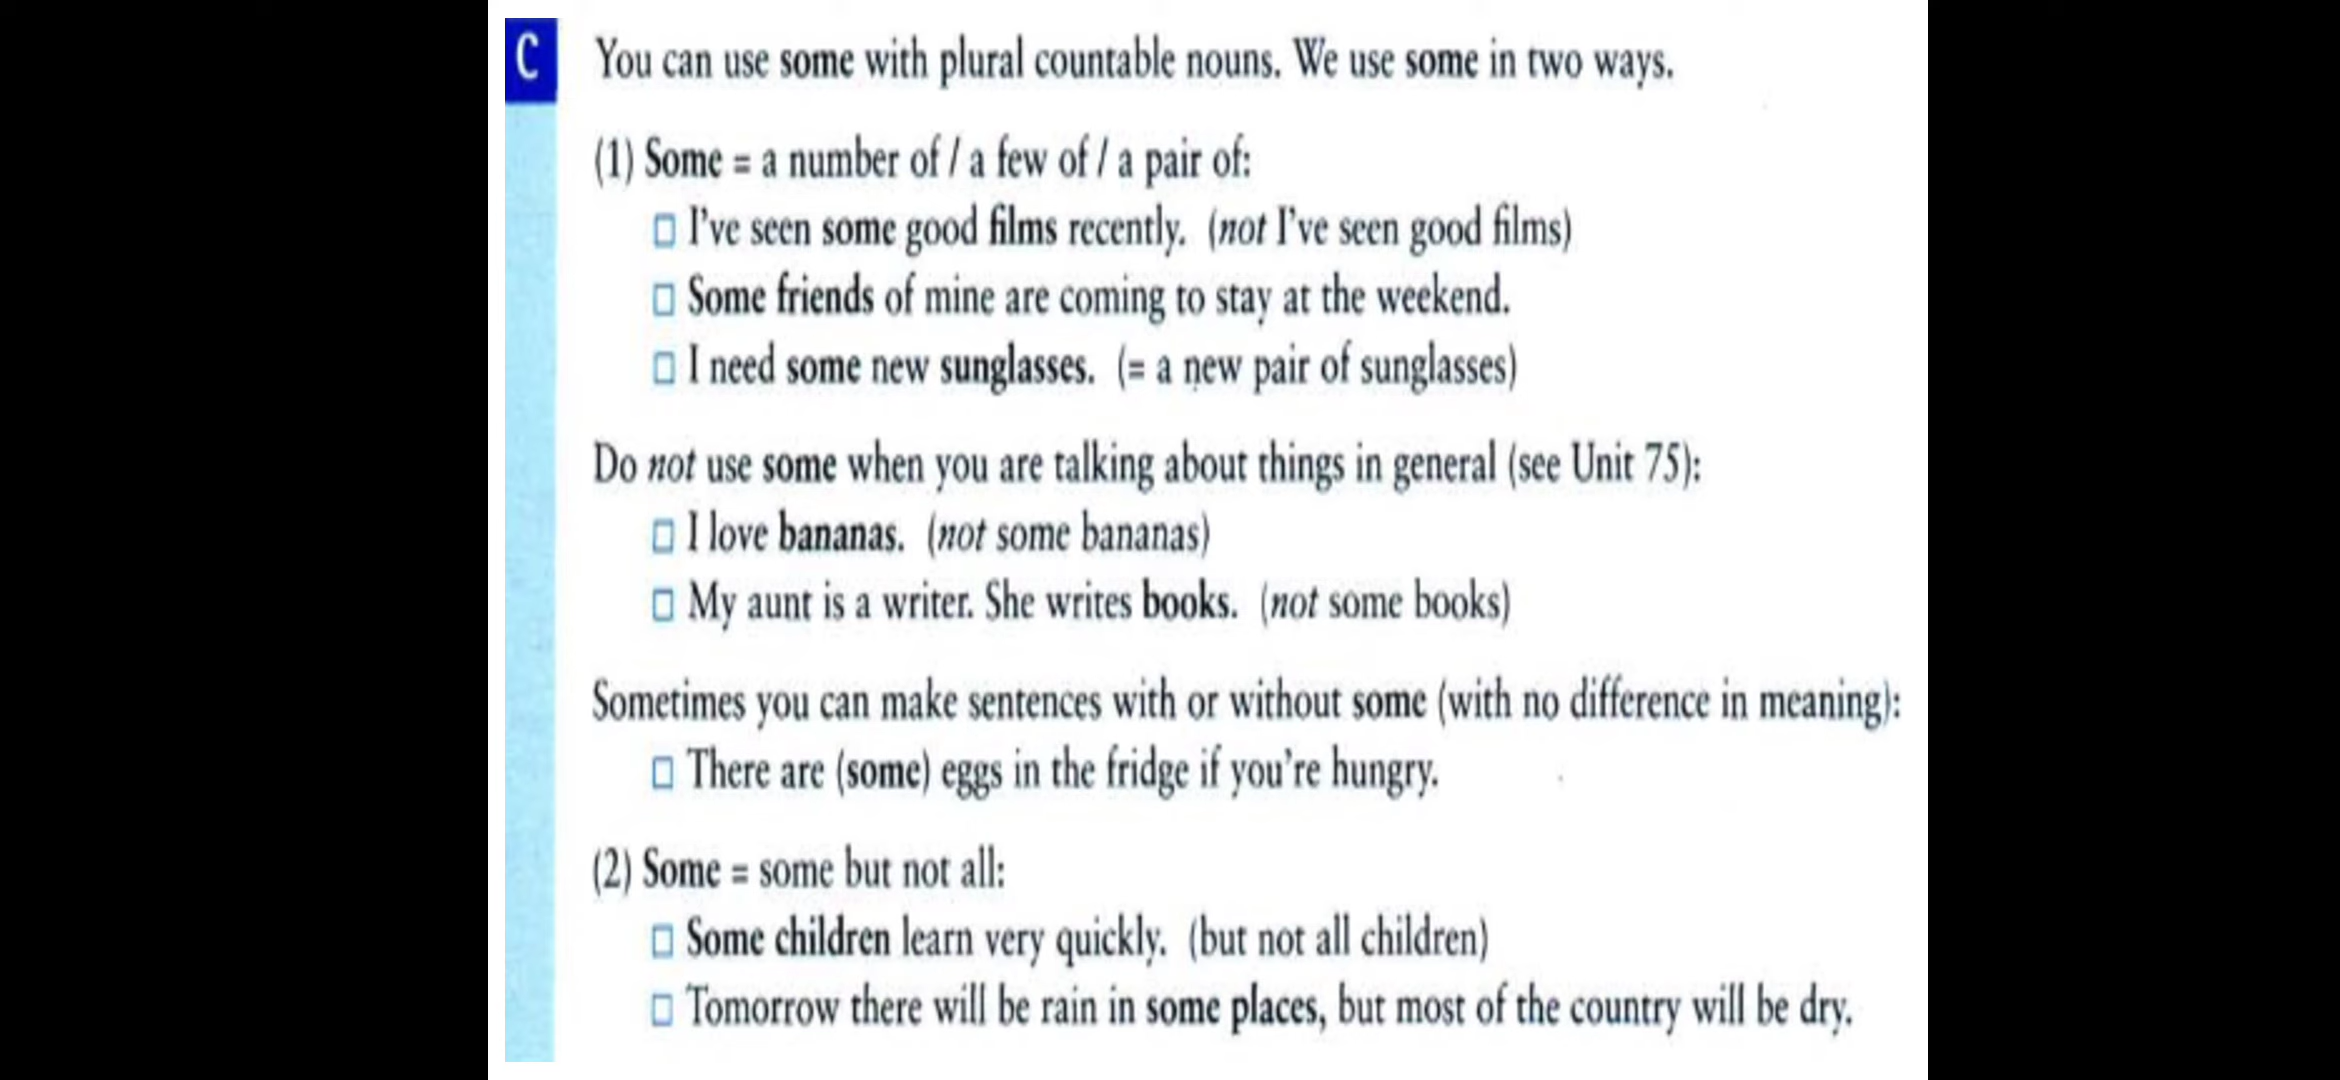 C
You can use some with plural countable nouns. We use some in two ways.
(1) Some = a number of / a few of / a pair of:
I've seen some good films recently. (not I've seen good films)
Some friends of mine are coming to stay at the weekend.
I need some new sunglasses. (= a new pair of sunglasses)
Do not use some when you are talking about things in general (see Unit 75):
I love bananas. (not some bananas)
My aunt is a writer. She writes books. (not some books)
Sometimes you can make sentences with or without some (with no difference in meaning):
There are (some) eggs in the fridge if you're hungry.
(2) Some = some but not all:
Some children learn very quickly. (but not all children)
Tomorrow there will be rain in some places, but most of the country will be dry.